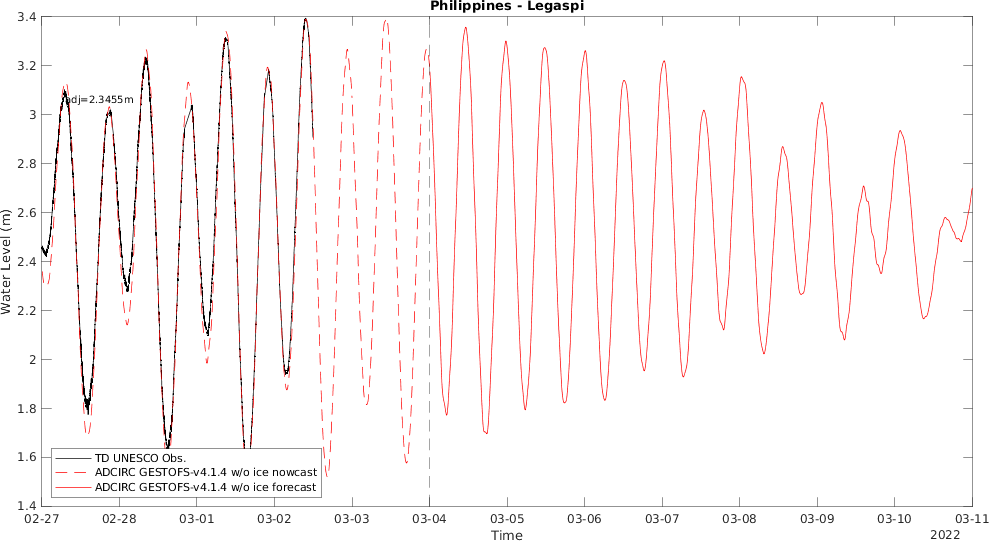 Philippines - Legaspi
3.4
3.2
3
2.8
2.6
2.4
2.2
2
1.8
1.6
1.4
Water Level (m)
adj=2.3455m
TD UNESCO Obs.
ADCIRC GESTOFS-v4.1.4 w/o ice nowcast
ADCIRC GESTOFS-v4.1.4 w/o ice forecast
02-27 02-28 03-01 03-02 03-03 03-04 03-05 03-06 03-07 03-08 03-09 03-10 03-11
Time
2022